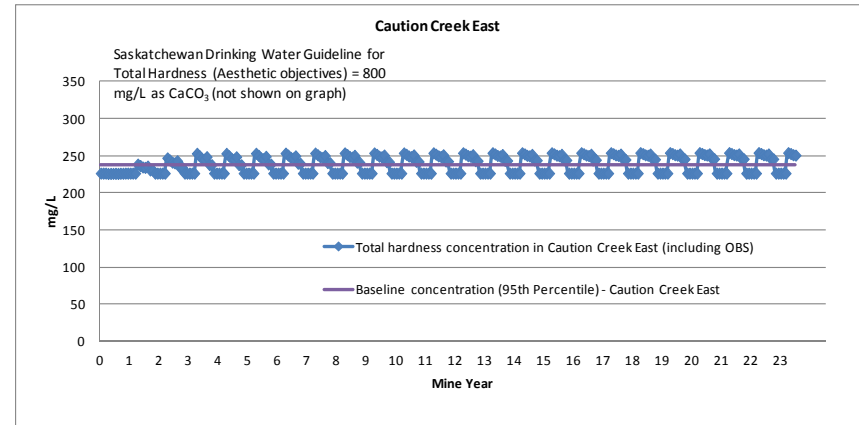 Caution Creek East
Saskatchewan Drinking Water Guideline for
Total Hardness (Aesthetic objectives) = 800
mg/L as CaCO₃ (not shown on graph)
350
300
250
200
150
100
50
0
mg/L
Total hardness concentration in Caution Creek East (including OBS)
Baseline concentration (95th Percentile) - Caution Creek East
0 1 2 3 4 5 6 7 8 9 10 11 12 13 14 15 16 17 18 19 20 21 22 23
Mine Year